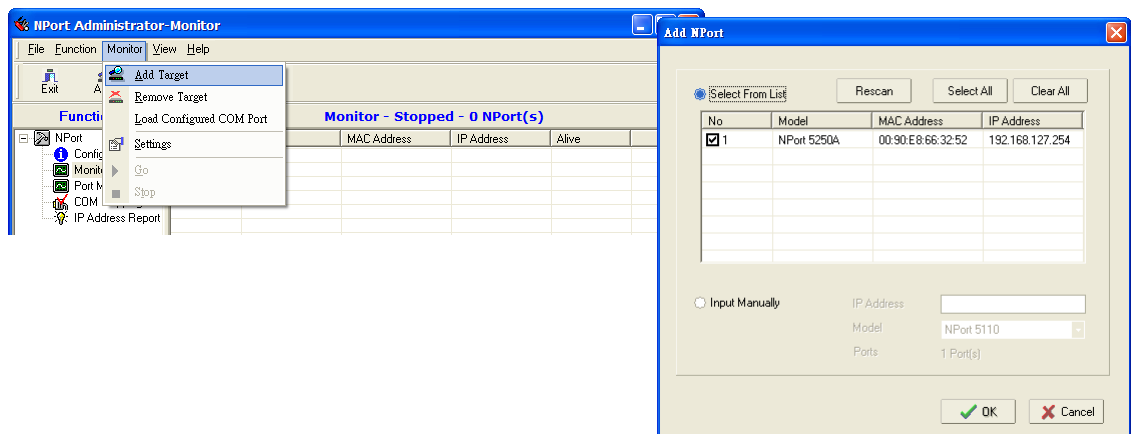 NPort Administrator-Monitor
File Function Monitor View Help
Exit A
Add Target
Remove Target
Load Configured COM Port
Settings
Go
Stop
Monitor - Stopped - 0 NPort(s)
MAC Address IP Address Alive
NPort
COM
IP Address Report
Add NPort
Select From List Rescan Select All Clear All
No Model MAC Address IP Address
1 NPort 5250A 00:90:E8:66:32:52 192.168.127.254
Input Manually IP Address
Model NPort 5110
Ports 1 Port(s)
OK Cancel